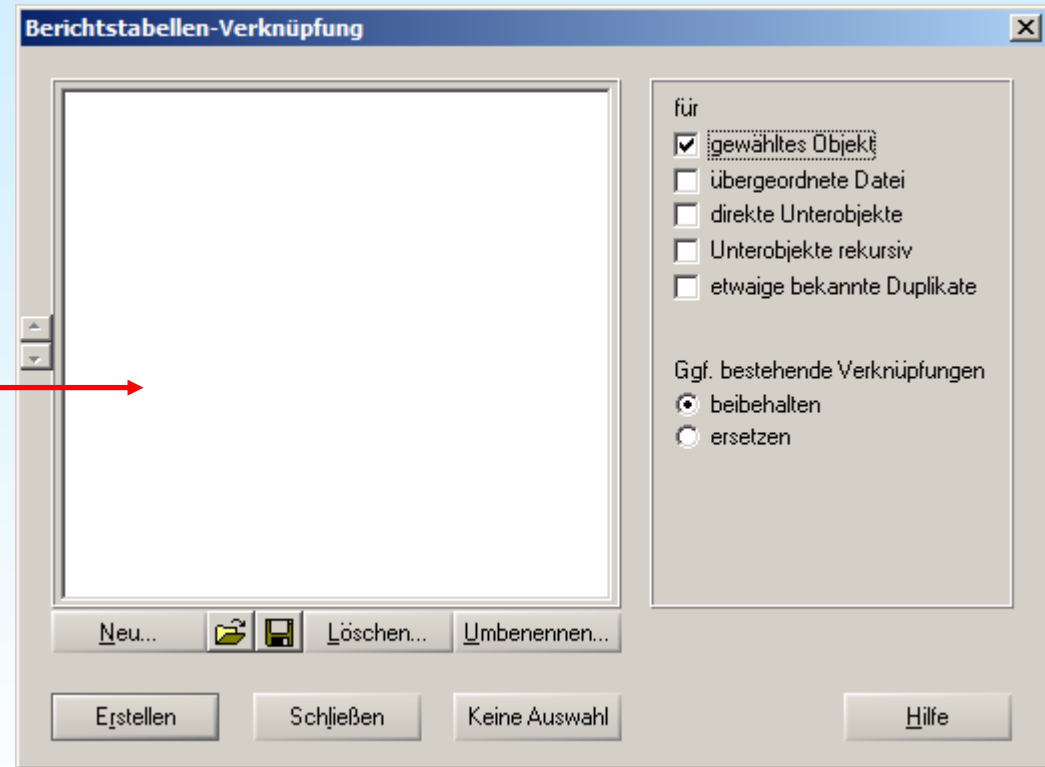 Berichtstabellen-Verknüpfung
für
gewähltes Objekt
übergeordnete Datei
direkte Unterobjekte
Unterobjekte rekursiv
etwaige bekannte Duplikate
Ggf. bestehende Verknüpfungen
beibehalten
ersetzen
Neu... Löschen... Umbenennen...
Erstellen Schließen Keine Auswahl Hilfe